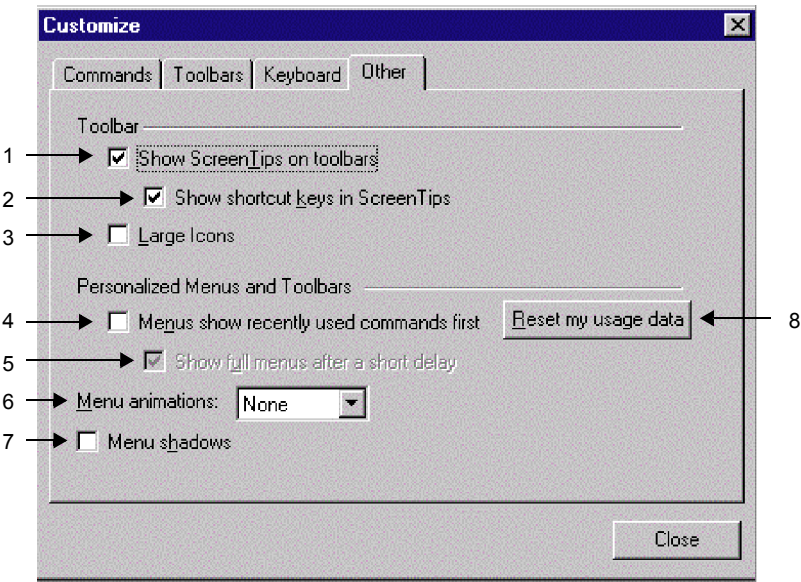 Customize
Commands Toolbars Keyboard Other
Toolbar
1 Show ScreenTips on toolbars
2 Show shortcut keys in ScreenTips
3 Large Icons
Personalized Menus and Toolbars
4 Menus show recently used commands first Reset my usage data 8
5 Show full menus after a short delay
6 Menu animations: None
7 Menu shadows
Close